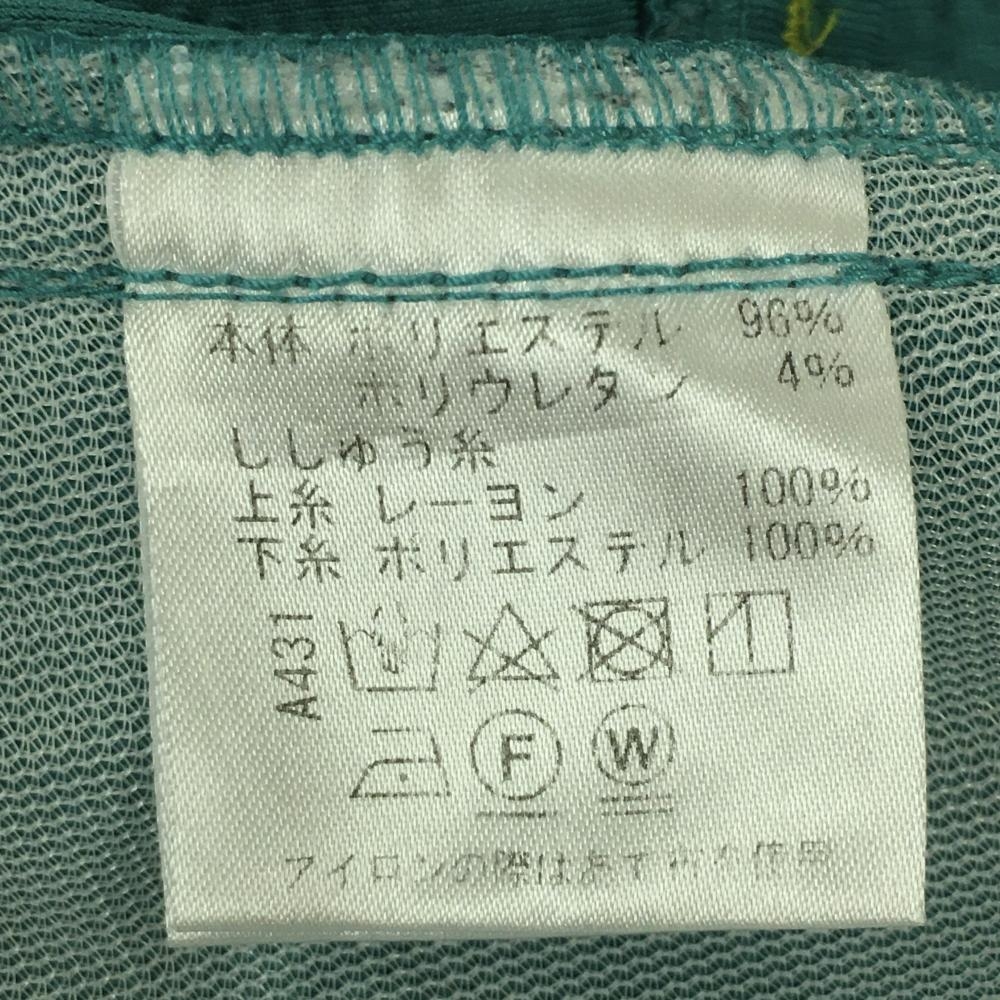 本体 ポリエステル 96%
ポリウレタン 4%
ししゅう糸
上糸 レーヨン 100%
下糸 ポリエステル 100%
A431
F W
アイロンの際はあて布を使用